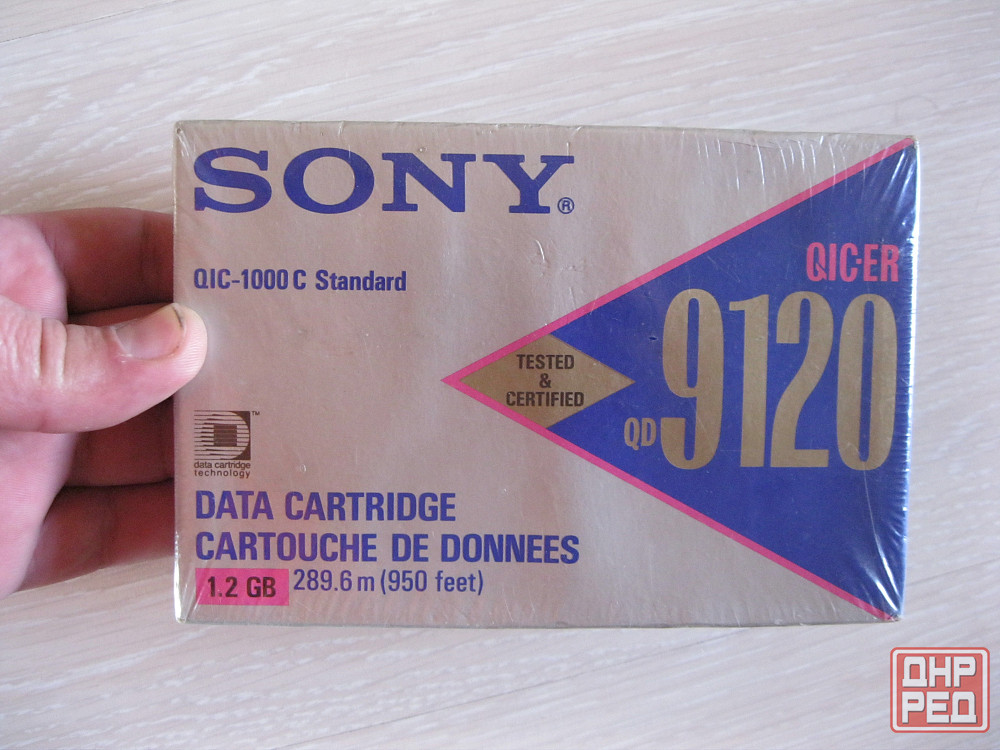 SONY®
QIC-1000 C Standard
QIC-ER
QD 9120
TESTED
&
CERTIFIED
TM
data cartridge
technology
DATA CARTRIDGE
CARTOUCHE DE DONNEES
1.2 GB 289.6 m (950 feet)
ДНР
РЕД